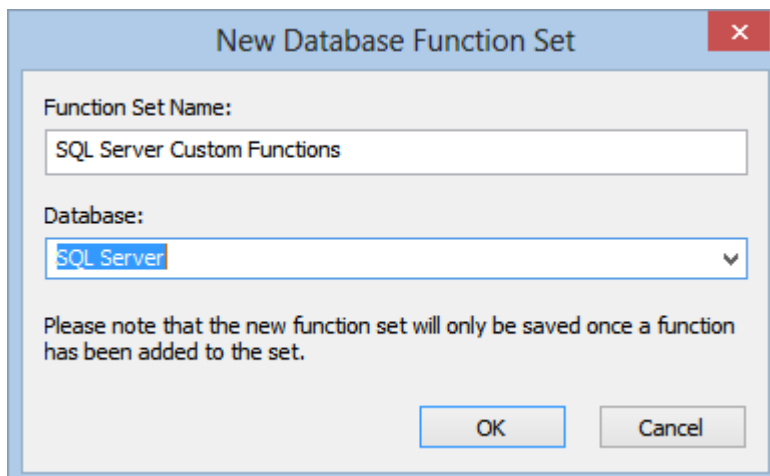 New Database Function Set
Function Set Name:
SQL Server Custom Functions
Database:
SQL Server
Please note that the new function set will only be saved once a function
has been added to the set.
OK
Cancel